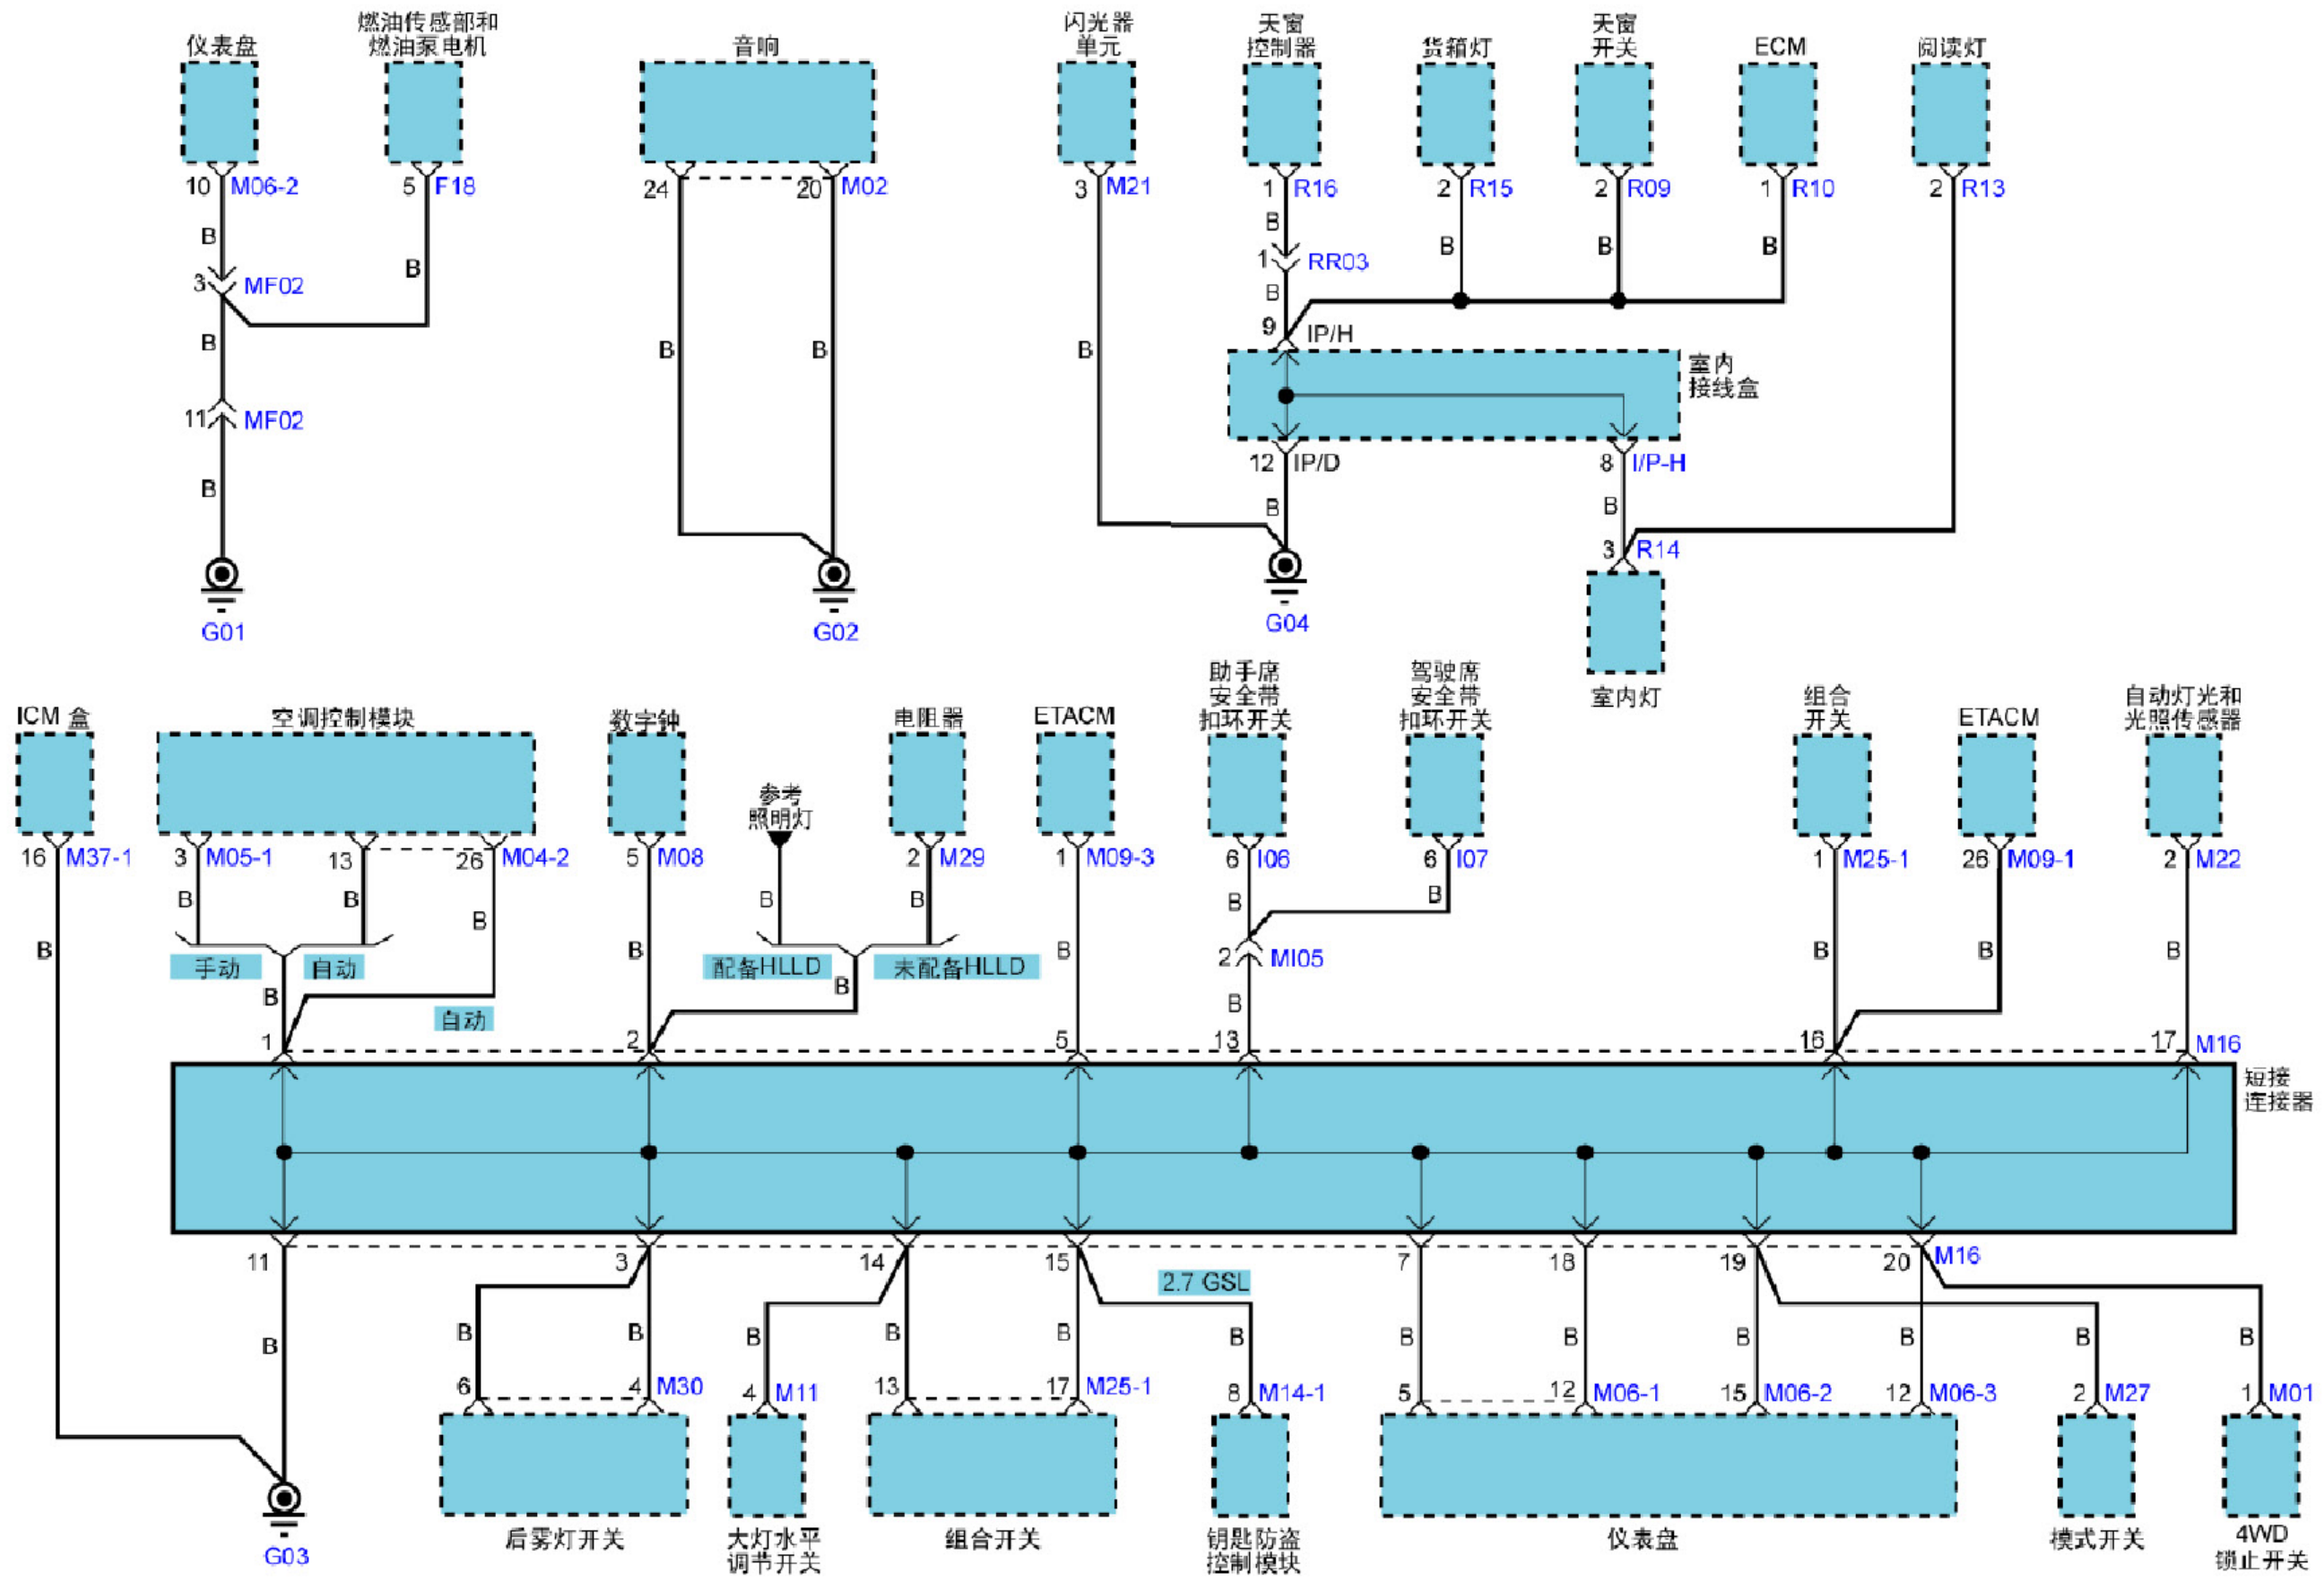 仪表盘
燃油传感部和
燃油泵电机
音响
闪光器
单元
天窗
控制器
货箱灯
天窗
开关
ECM
阅读灯
10 M06-2
5 F18
24
20 M02
3 M21
1 R16
2 R15
2 R09
1 R10
2 R13
B
B
B
B
B
B
B
3 MF02
1 RR03
B
9 IP/H
B
B
B
B
室内
接线盒
11 MF02
12 IP/D
8 I/P-H
B
B
B
3 R14
G01
G02
G04
室内灯
ICM 盒
空调控制模块
数字钟
参考
照明灯
电阻器
ETACM
助手席
安全带
扣环开关
驾驶席
安全带
扣环开关
组合
开关
ETACM
自动灯光和
光照传感器
16 M37-1
3 M05-1
13
26 M04-2
5 M08
2 M29
1 M09-3
6 I06
6 I07
1 M25-1
26 M09-1
2 M22
B
B
B
B
B
B
B
B
B
B
B
B
B
手动
自动
配备HLLD
未配备HLLD
2 MI05
B
B
B
自动
1
2
5
13
16
17 M16
短接
连接器
11
3
14
15
7
18
19
20 M16
2.7 GSL
B
B
B
B
B
B
B
B
B
B
B
B
B
6
4 M30
4 M11
13
17 M25-1
8 M14-1
5
12 M06-1
15 M06-2
12 M06-3
2 M27
1 M01
G03
后雾灯开关
大灯水平
调节开关
组合开关
钥匙防盗
控制模块
仪表盘
模式开关
4WD
锁止开关